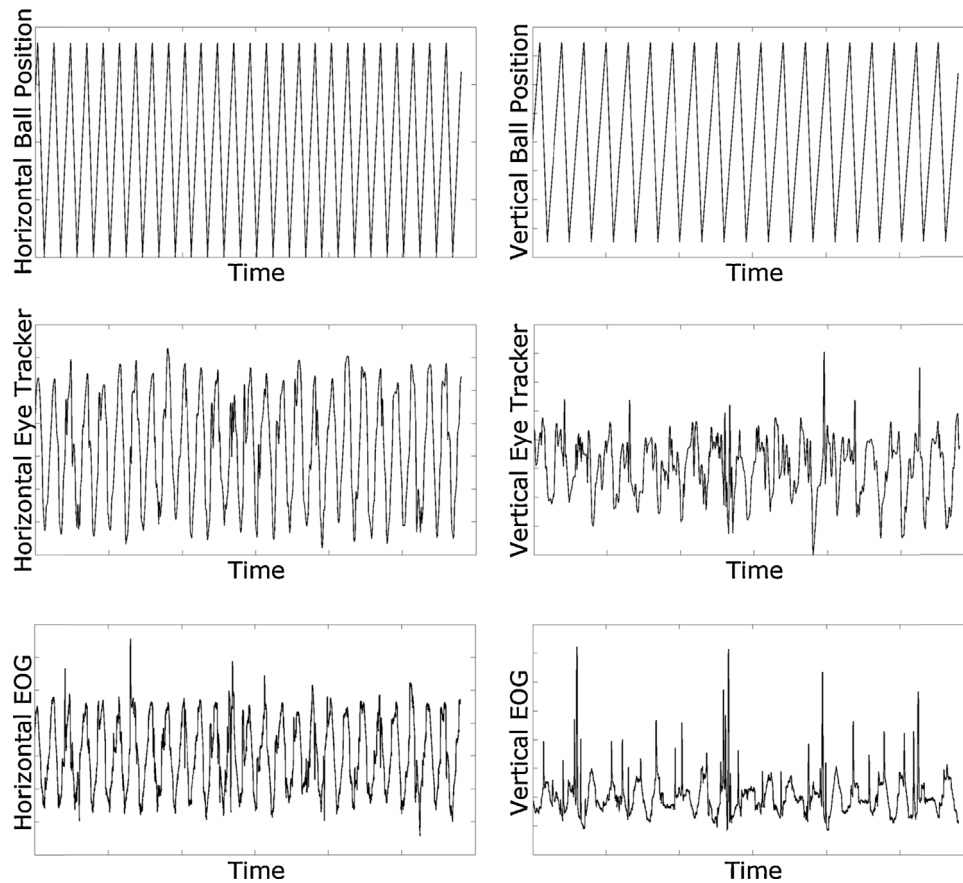 Horizontal Ball Position
Time
Vertical Ball Position
Time
Horizontal Eye Tracker
Time
Vertical Eye Tracker
Time
Horizontal EOG
Time
Vertical EOG
Time